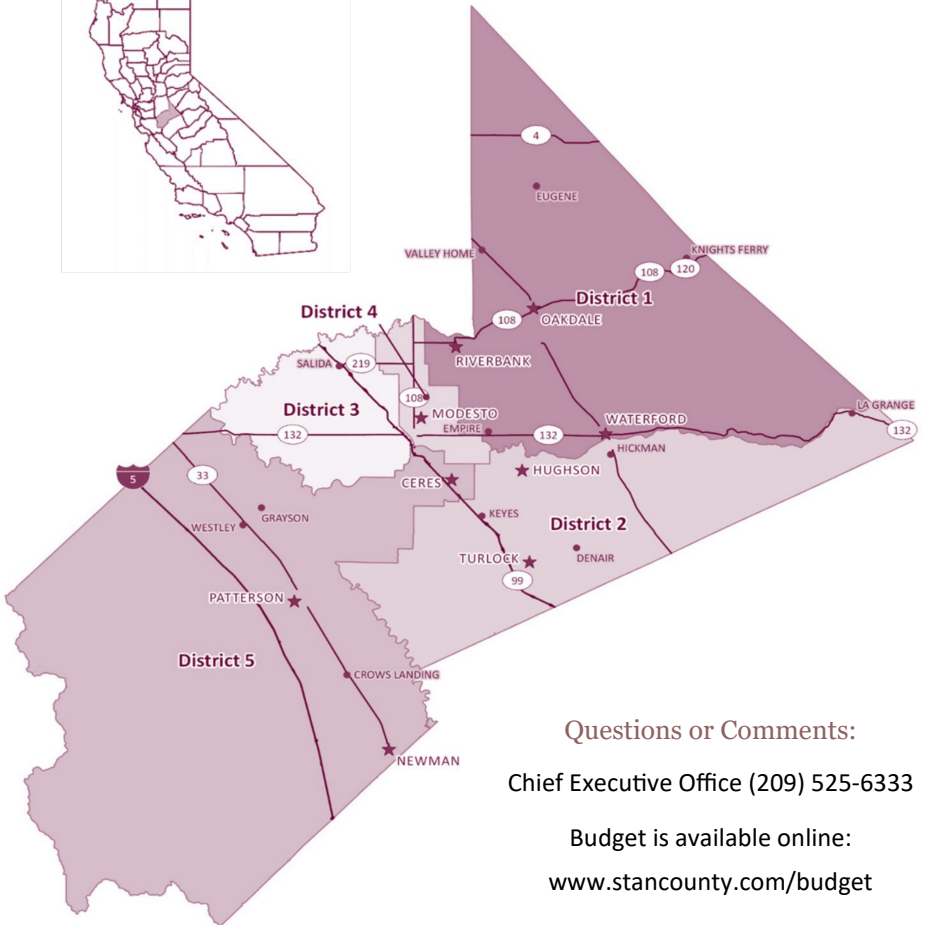 4
EUGENE
VALLEY HOME
KNIGHTS FERRY
108
120
District 1
108
OAKDALE
District 4
RIVERBANK
SALIDA
219
108
District 3
MODESTO
LA GRANGE
EMPIRE
132
132
WATERFORD
132
HICKMAN
5
33
CERES
HUGHSON
GRAYSON
WESTLEY
KEYES
District 2
TURLOCK
DENAIR
99
PATTERSON
District 5
CROWS LANDING
NEWMAN
Questions or Comments:
Chief Executive Office (209) 525-6333
Budget is available online:
www.stancounty.com/budget